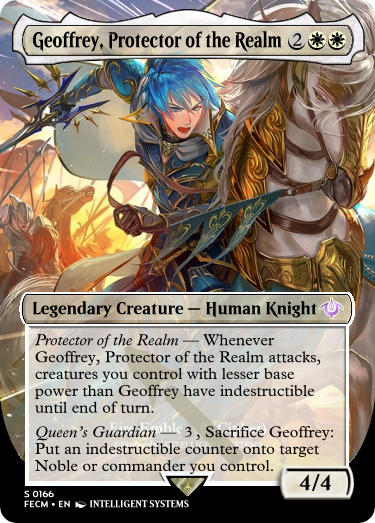 Geoffrey, Protector of the Realm 2
Legendary Creature — Human Knight
Protector of the Realm — Whenever
Geoffrey, Protector of the Realm attacks,
creatures you control with lesser base
power than Geoffrey have indestructible
until end of turn.
Queen's Guardian — 3 , Sacrifice Geoffrey:
Put an indestructible counter onto target
Noble or commander you control.
4/4
S 0166
FECM • EN INTELLIGENT SYSTEMS